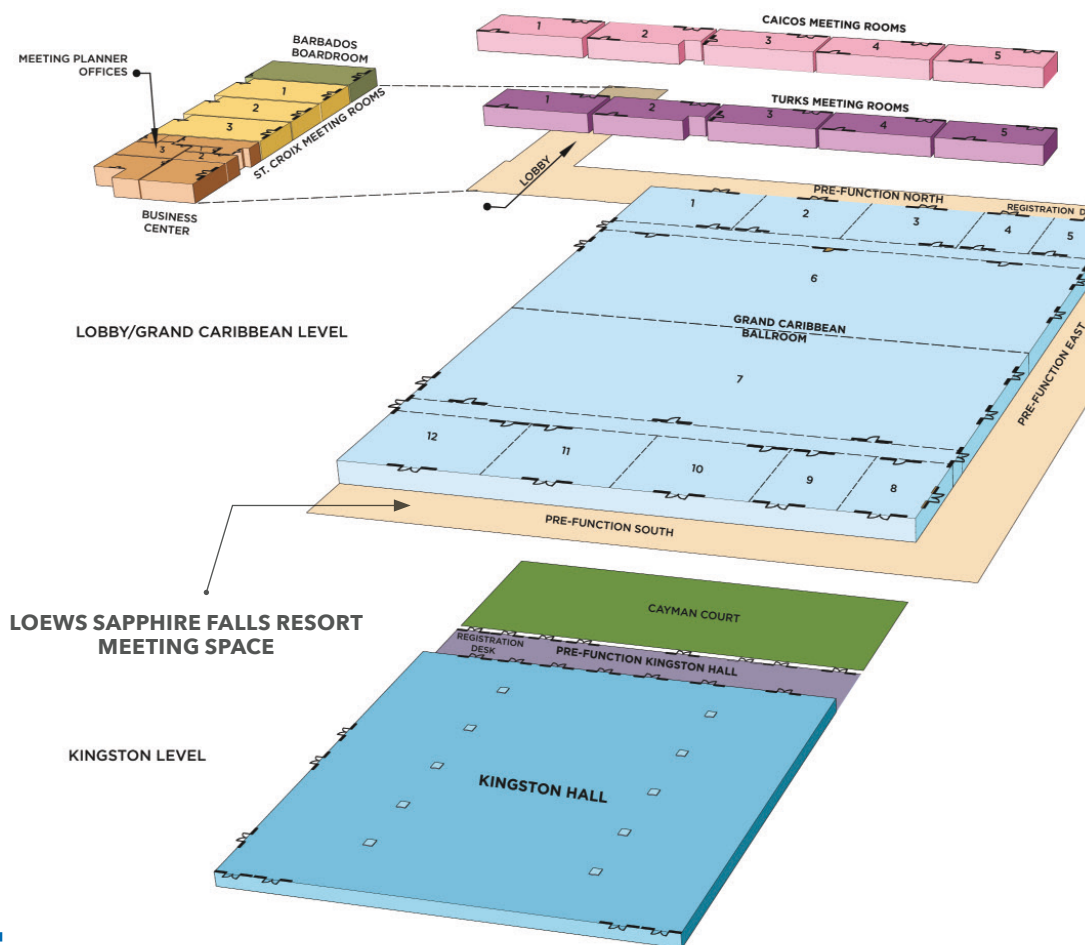 CAICOS MEETING ROOMS
1
2
3
4
5
BARBADOS
BOARDROOM
MEETING PLANNER
OFFICES
1
2
3
ST. CROIX MEETING ROOMS
3
2
BUSINESS
CENTER
TURKS MEETING ROOMS
1
2
3
4
5
LOBBY
PRE-FUNCTION NORTH
REGISTRATION D
1
2
3
4
5
6
GRAND CARIBBEAN
BALLROOM
7
LOBBY/GRAND CARIBBEAN LEVEL
PRE-FUNCTION EAST
12
11
10
9
8
PRE-FUNCTION SOUTH
LOEWS SAPPHIRE FALLS RESORT
MEETING SPACE
CAYMAN COURT
REGISTRATION
DESK
PRE-FUNCTION KINGSTON HALL
KINGSTON LEVEL
KINGSTON HALL